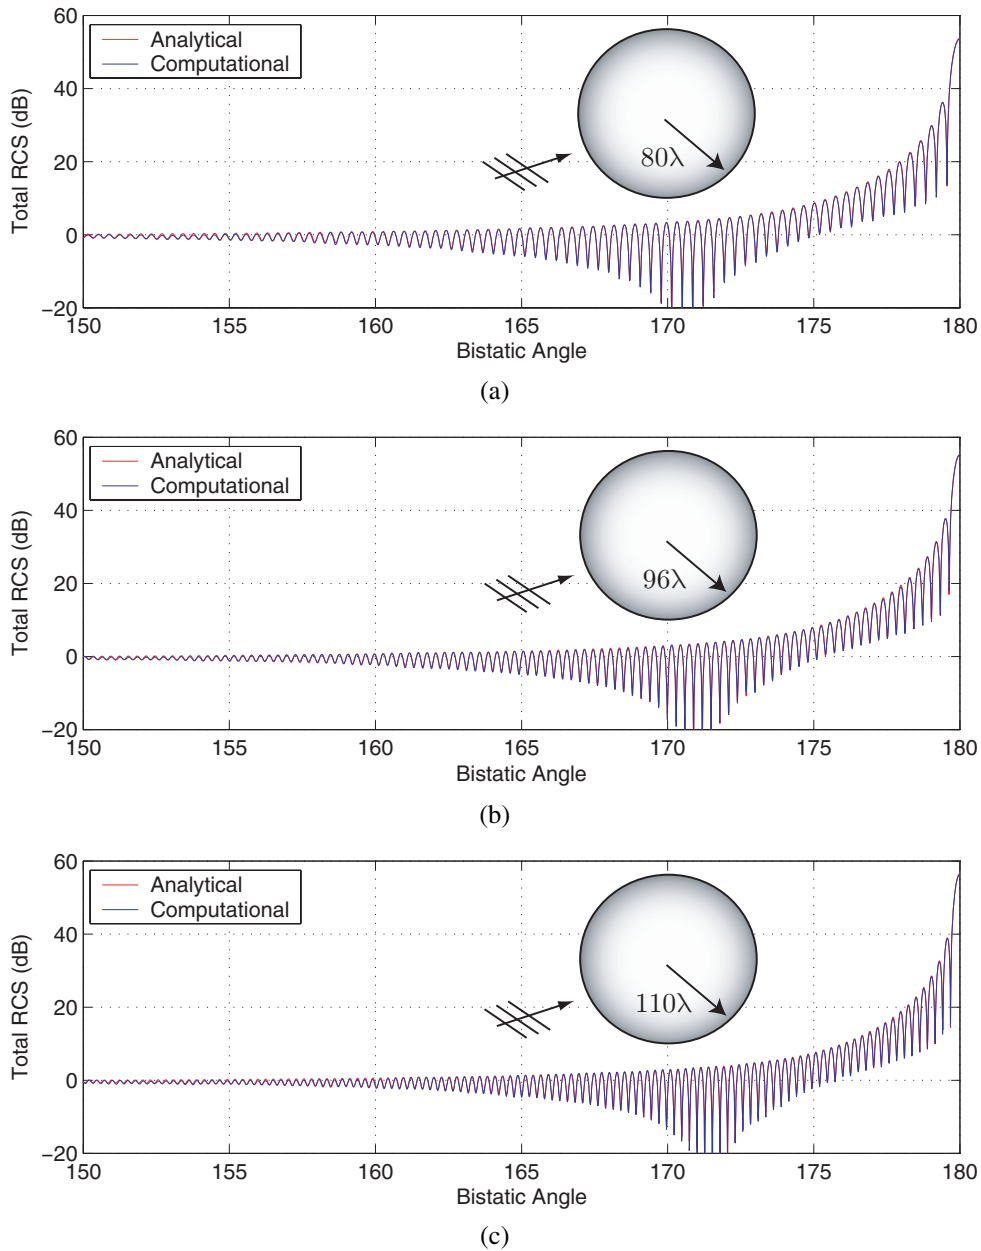 60
40
20
0
−20
Total RCS (dB)
Analytical
Computational
80λ
150 155 160 165 170 175 180
Bistatic Angle
(a)
60
40
20
0
−20
Total RCS (dB)
Analytical
Computational
96λ
150 155 160 165 170 175 180
Bistatic Angle
(b)
60
40
20
0
−20
Total RCS (dB)
Analytical
Computational
110λ
150 155 160 165 170 175 180
Bistatic Angle
(c)